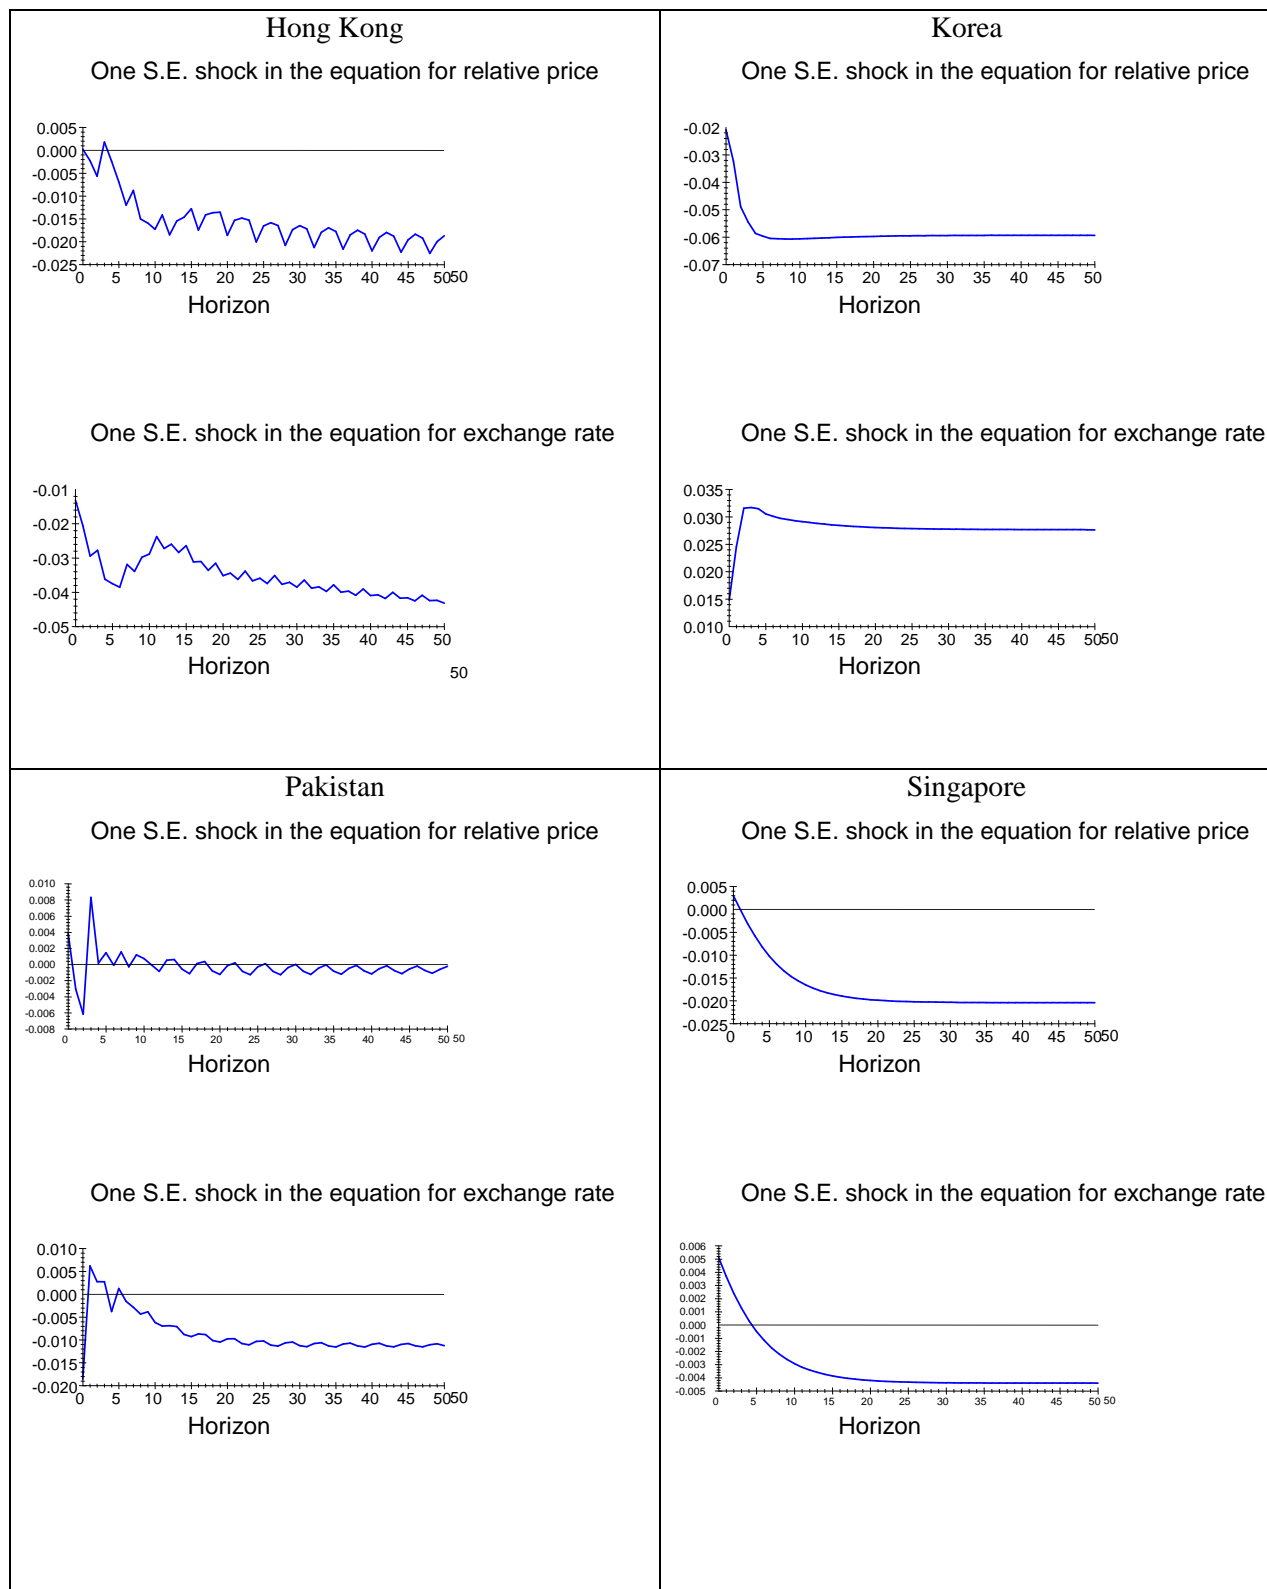 Hong Kong
One S.E. shock in the equation for relative price
0.005
0.000
-0.005
-0.010
-0.015
-0.020
-0.025
0 5 10 15 20 25 30 35 40 45 50 50
Horizon
One S.E. shock in the equation for exchange rate
-0.01
-0.02
-0.03
-0.04
-0.05
0 5 10 15 20 25 30 35 40 45 50
Horizon
50
Korea
One S.E. shock in the equation for relative price
-0.02
-0.03
-0.04
-0.05
-0.06
-0.07
0 5 10 15 20 25 30 35 40 45 50
Horizon
One S.E. shock in the equation for exchange rate
0.035
0.030
0.025
0.020
0.015
0.010
0 5 10 15 20 25 30 35 40 45 50 50
Horizon
Pakistan
One S.E. shock in the equation for relative price
0.010
0.008
0.006
0.004
0.002
0.000
-0.002
-0.004
-0.006
-0.008
0 5 10 15 20 25 30 35 40 45 50 50
Horizon
One S.E. shock in the equation for exchange rate
0.010
0.005
0.000
-0.005
-0.010
-0.015
-0.020
0 5 10 15 20 25 30 35 40 45 50 50
Horizon
Singapore
One S.E. shock in the equation for relative price
0.005
0.000
-0.005
-0.010
-0.015
-0.020
-0.025
0 5 10 15 20 25 30 35 40 45 50 50
Horizon
One S.E. shock in the equation for exchange rate
0.006
0.005
0.004
0.003
0.002
0.001
0.000
-0.001
-0.002
-0.003
-0.004
-0.005
0 5 10 15 20 25 30 35 40 45 50 50
Horizon